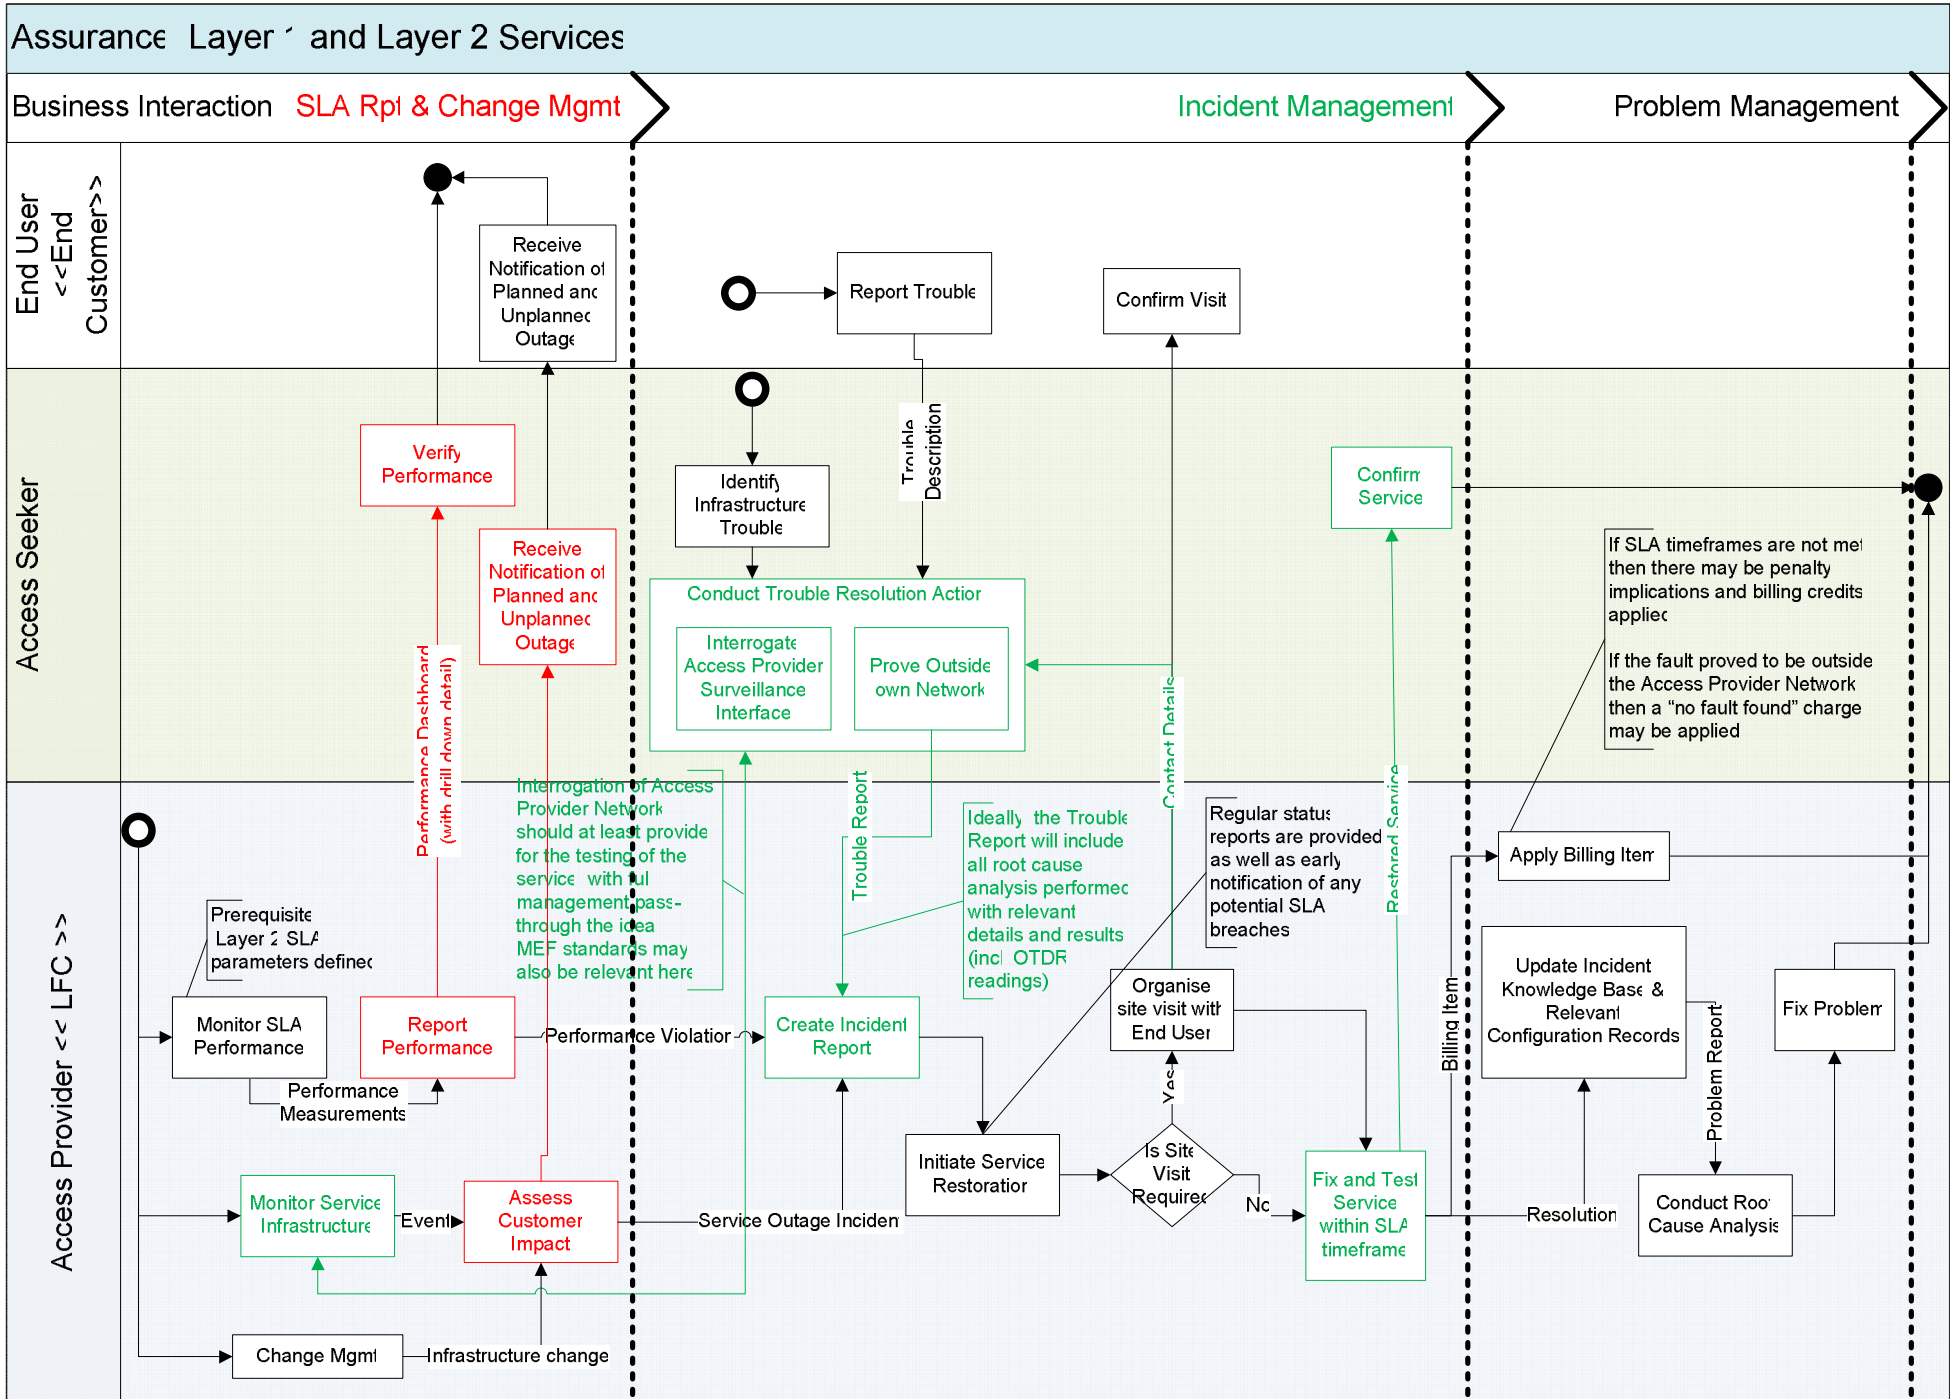 Assurance Layer 1 and Layer 2 Services
Business Interaction
SLA Rpt & Change Mgmt
Incident Management
Problem Management
End User
<<End
Customer>>
Receive
Notification of
Planned and
Unplanned
Outage
Report Trouble
Confirm Visit
Access Seeker
Verify
Performance
Receive
Notification of
Planned and
Unplanned
Outage
Performance Dashboard
(with drill down detail)
Identify
Infrastructure
Trouble
Trouble
Description
Conduct Trouble Resolution Action
Interrogate
Access Provider
Surveillance
Interface
Prove Outside
own Network
Contact Details
Confirm
Service
If SLA timeframes are not met
then there may be penalty
implications and billing credits
applied
If the fault proved to be outside
the Access Provider Network
then a “no fault found” charge
may be applied
Access Provider << LFC >>
Prerequisite
Layer 2 SLA
parameters defined
Monitor SLA
Performance
Performance
Measurements
Report
Performance
Performance Violation
Interrogation of Access
Provider Network
should at least provide
for the testing of the
service with full
management pass-
through the idea
MEF standards may
also be relevant here
Trouble Report
Ideally the Trouble
Report will include
all root cause
analysis performed
with relevant
details and results
(incl OTDR
readings)
Regular status
reports are provided
as well as early
notification of any
potential SLA
breaches
Create Incident
Report
Organise
site visit with
End User
Yes
Is Site
Visit
Required
No
Initiate Service
Restoration
Restored Service
Fix and Test
Service
within SLA
timeframe
Billing Item
Apply Billing Item
Update Incident
Knowledge Base &
Relevant
Configuration Records
Problem Report
Fix Problem
Resolution
Conduct Root
Cause Analysis
Monitor Service
Infrastructure
Event
Assess
Customer
Impact
Service Outage Inciden
Change Mgmt
Infrastructure change